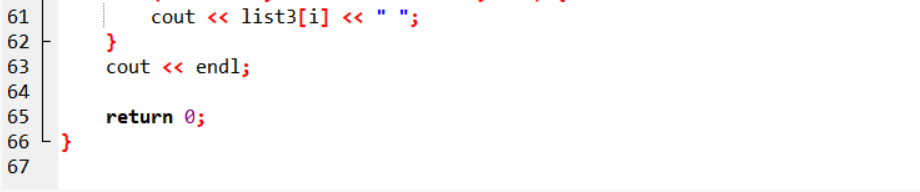 61 cout << list3[i] << " ";
62 }
63 cout << endl;
64
65 return 0;
66 }
67